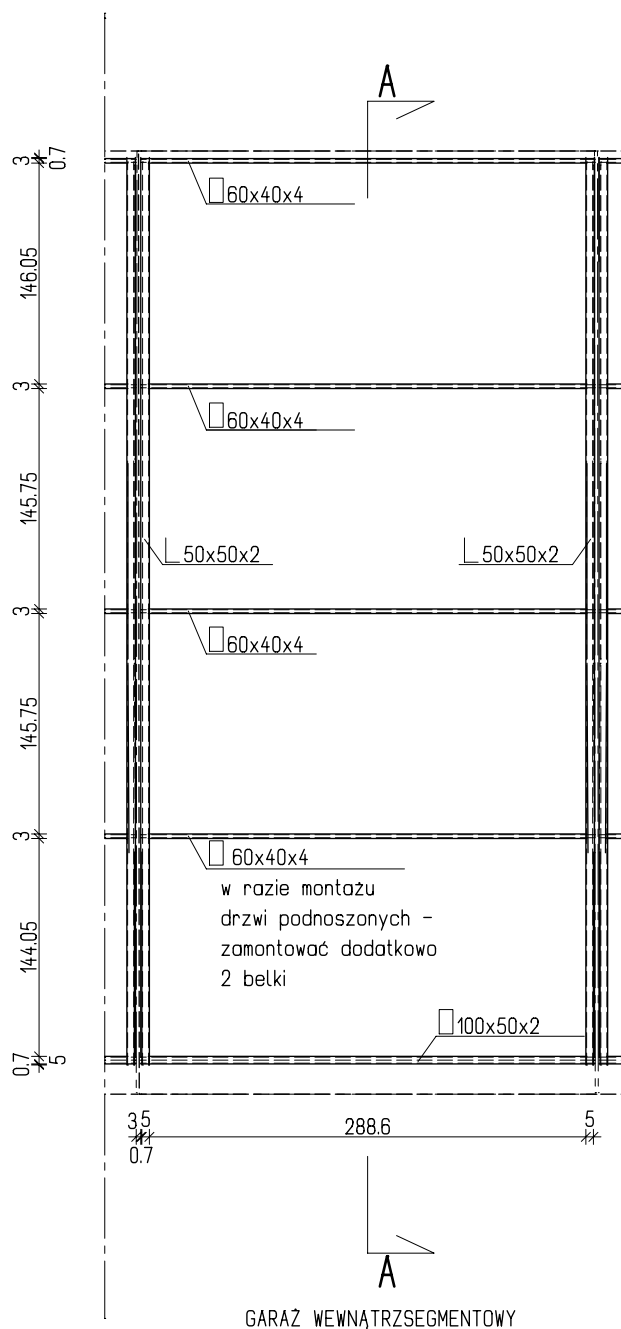 A
3
0.7
60x40x4
146.05
3
60x40x4
145.75
50x50x2
50x50x2
3
60x40x4
145.75
3
60x40x4
w razie montażu
drzwi podnoszonych -
zamontować dodatkowo
2 belki
144.05
100x50x2
0.7
5
3.5
288.6
5
0.7
A
GARAŻ WEWNĄTRZSEGMENTOWY